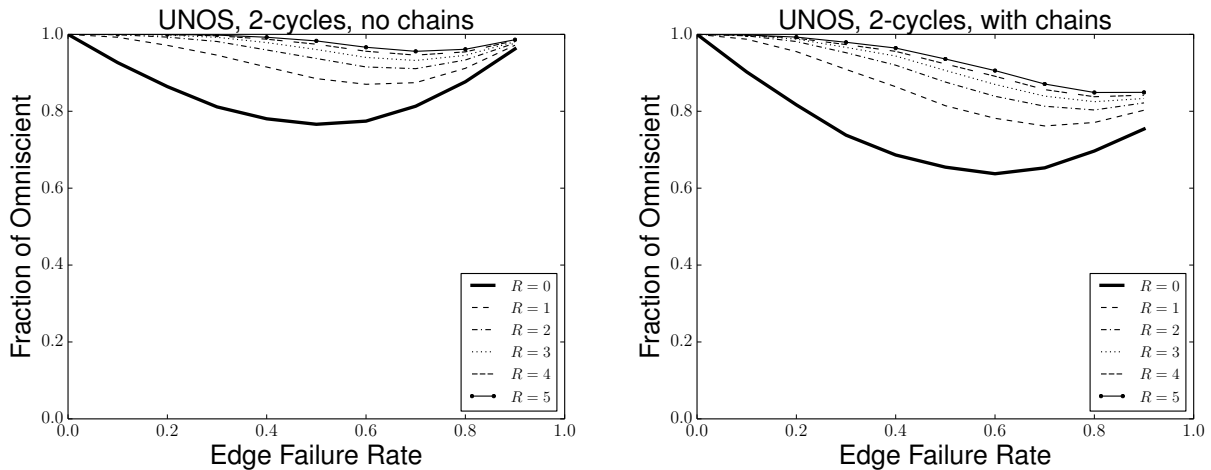 UNOS, 2-cycles, no chains
Fraction of Omniscient
1.0
0.8
0.6
0.4
0.2
0.0
R = 0
R = 1
R = 2
R = 3
R = 4
R = 5
0.0 0.2 0.4 0.6 0.8 1.0
Edge Failure Rate
UNOS, 2-cycles, with chains
Fraction of Omniscient
1.0
0.8
0.6
0.4
0.2
0.0
R = 0
R = 1
R = 2
R = 3
R = 4
R = 5
0.0 0.2 0.4 0.6 0.8 1.0
Edge Failure Rate